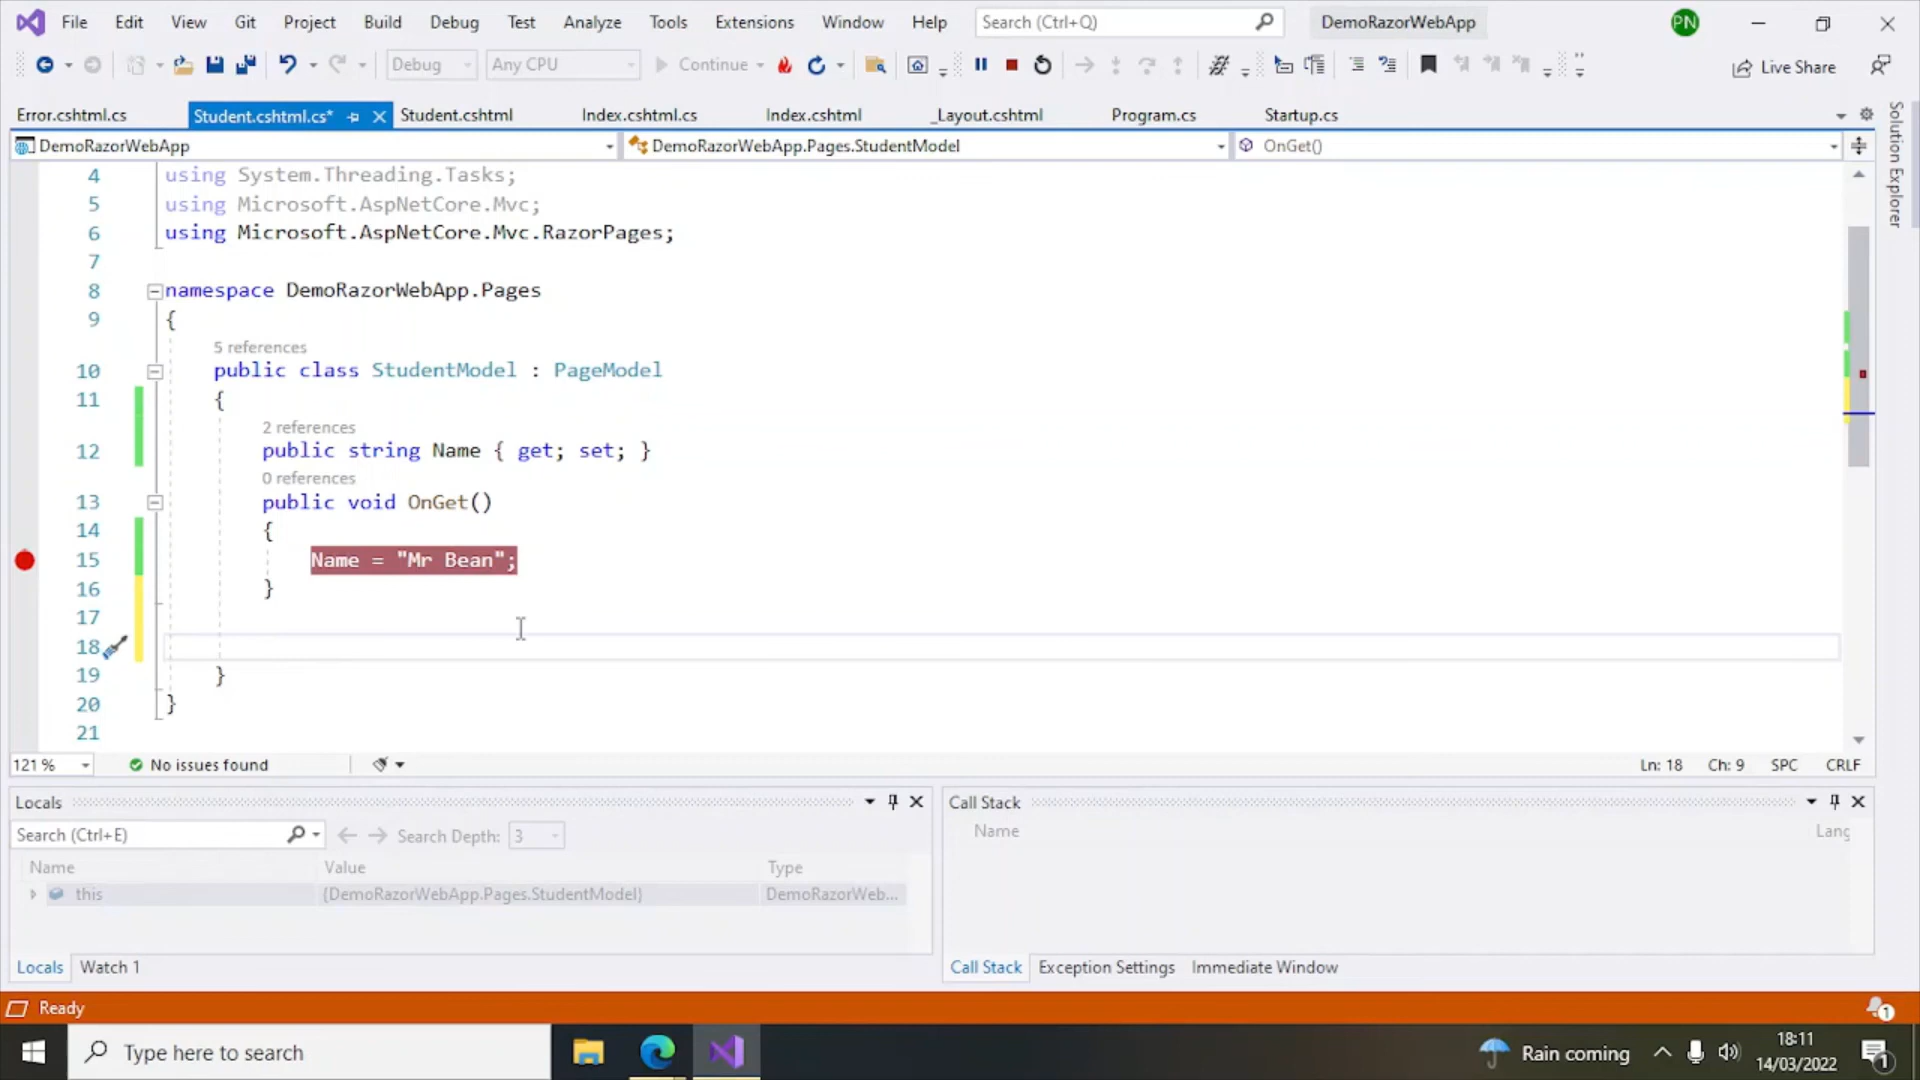 File Edit View Git Project Build Debug Test Analyze Tools Extensions Window Help Search (Ctrl+Q) DemoRazorWebApp PN
Debug Any CPU Continue Live Share
Error.cshtml.cs Student.cshtml.cs* Student.cshtml Index.cshtml.cs Index.cshtml _Layout.cshtml Program.cs Startup.cs
Solution Explorer
DemoRazorWebApp DemoRazorWebApp.Pages.StudentModel OnGet()
4 using System.Threading.Tasks;
5 using Microsoft.AspNetCore.Mvc;
6 using Microsoft.AspNetCore.Mvc.RazorPages;
7
8 namespace DemoRazorWebApp.Pages
9 {
5 references
10 public class StudentModel : PageModel
11 {
2 references
12 public string Name { get; set; }
0 references
13 public void OnGet()
14 {
15 Name = "Mr Bean";
16 }
17
18
19 }
20 }
21
121 % No issues found Ln: 18 Ch: 9 SPC CRLF
Locals
Search (Ctrl+E) Search Depth: 3
Name Value Type
this {DemoRazorWebApp.Pages.StudentModel} DemoRazorWeb...
Locals Watch 1
Call Stack
Name Lang
Call Stack Exception Settings Immediate Window
Ready 1
Type here to search Rain coming 18:11
14/03/2022 1